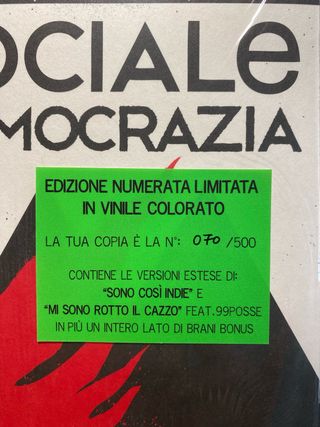 OCIALe
MOCRAZIA
EDIZIONE NUMERATA LIMITATA
IN VINILE COLORATO
LA TUA COPIA È LA N°: 070 /500
CONTIENE LE VERSIONI ESTESE DI:
“SONO COSÌ INDIE” E
“MI SONO ROTTO IL CAZZO” FEAT.99POSSE
IN PIÙ UN INTERO LATO DI BRANI BONUS